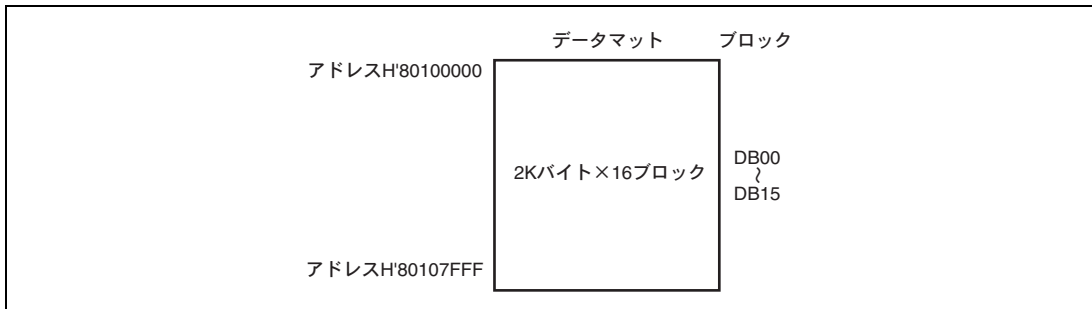 データマット ブロック
アドレスH'80100000
2Kバイト×16ブロック
DB00
～
DB15
アドレスH'80107FFF